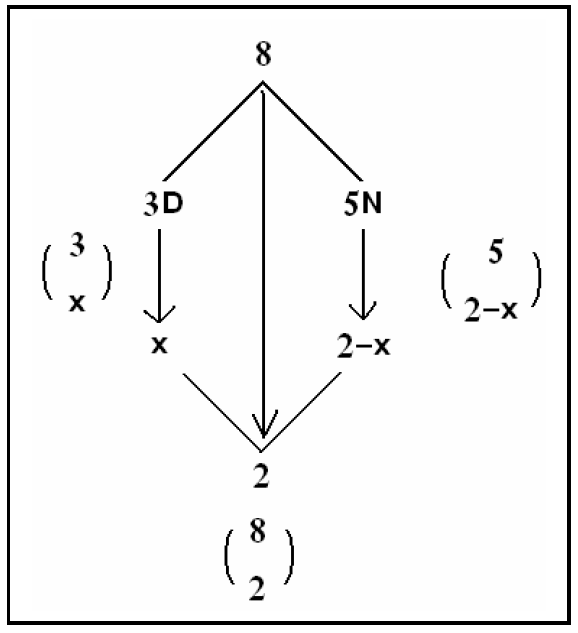 8
3D 5N
( 3 x ) ( 5 2−x )
x 2−x
2
( 8 2 )